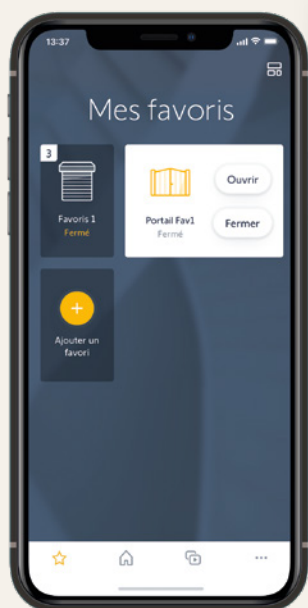 13:37
Mes favoris
3
Favoris 1
Fermé
Portail Fav1
Fermé
Ouvrir
Fermer
Ajouter un
favori